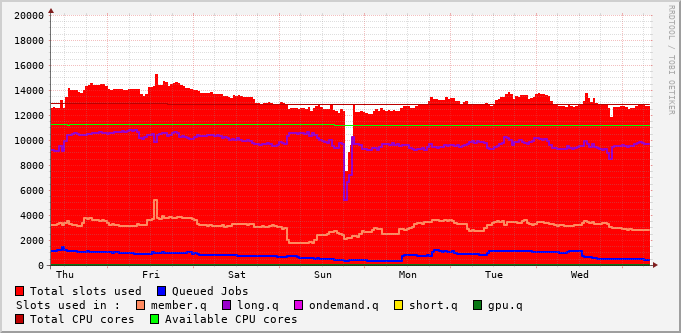 RRDTOOL / TOBI OETIKER
20000
18000
16000
14000
12000
10000
8000
6000
4000
2000
0
Thu Fri Sat Sun Mon Tue Wed
Total slots used Queued Jobs
Slots used in : member.q long.q ondemand.q short.q gpu.q
Total CPU cores Available CPU cores